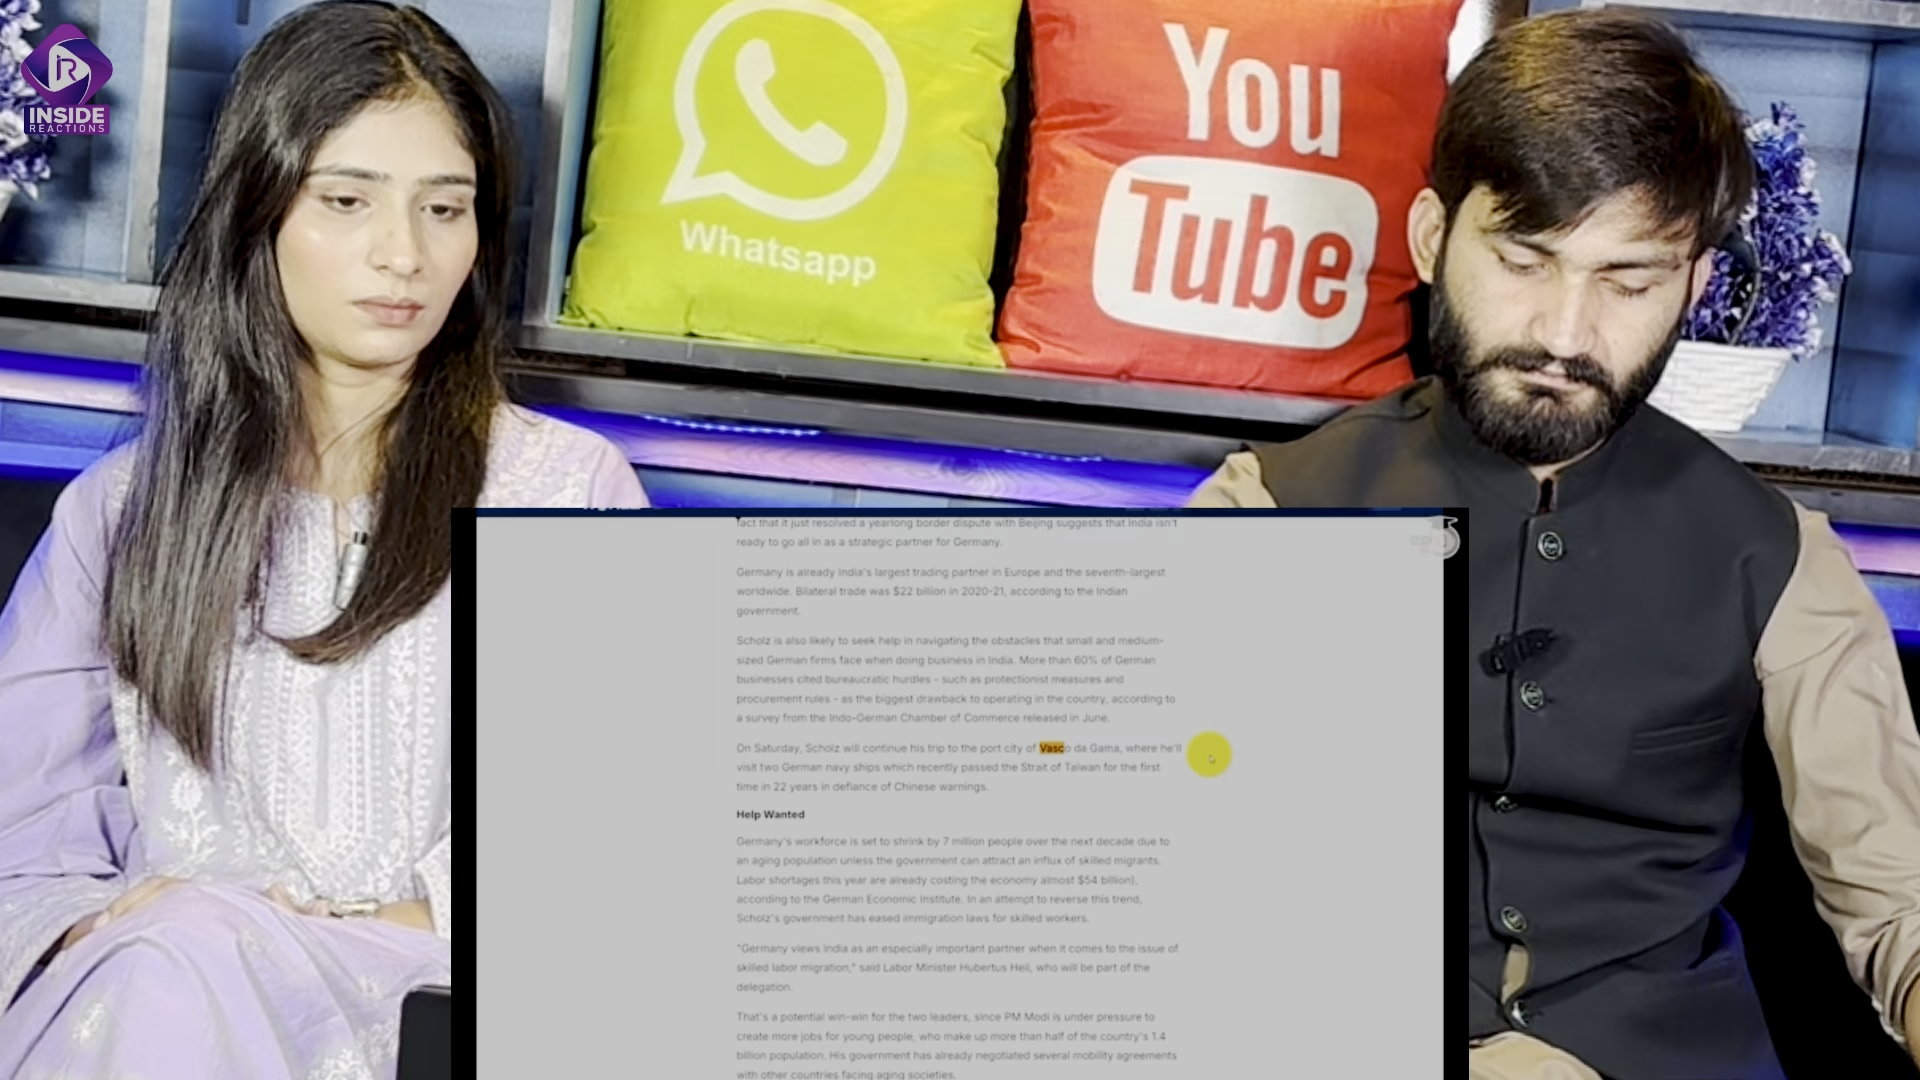 iR
INSIDE
REACTIONS
Whatsapp
You
Tube
fact that it just resolved a yearlong border dispute with Beijing suggests that India isn't
ready to go all in as a strategic partner for Germany.
Germany is already India's largest trading partner in Europe and the seventh-largest
worldwide. Bilateral trade was $22 billion in 2020-21, according to the Indian
government.
Scholz is also likely to seek help in navigating the obstacles that small and medium-
sized German firms face when doing business in India. More than 60% of German
businesses cited bureaucratic hurdles - such as protectionist measures and
procurement rules - as the biggest drawback to operating in the country, according to
a survey from the Indo-German Chamber of Commerce released in June.
On Saturday, Scholz will continue his trip to the port city of Vasco da Gama, where he'll
visit two German navy ships which recently passed the Strait of Taiwan for the first
time in 22 years in defiance of Chinese warnings.
Help Wanted
Germany's workforce is set to shrink by 7 million people over the next decade due to
an aging population unless the government can attract an influx of skilled migrants.
Labor shortages this year are already costing the economy almost $54 billion),
according to the German Economic Institute. In an attempt to reverse this trend,
Scholz's government has eased immigration laws for skilled workers.
"Germany views India as an especially important partner when it comes to the issue of
skilled labor migration," said Labor Minister Hubertus Heil, who will be part of the
delegation.
That's a potential win-win for the two leaders, since PM Modi is under pressure to
create more jobs for young people, who make up more than half of the country's 1.4
billion population. His government has already negotiated several mobility agreements
with other countries facing aging societies.